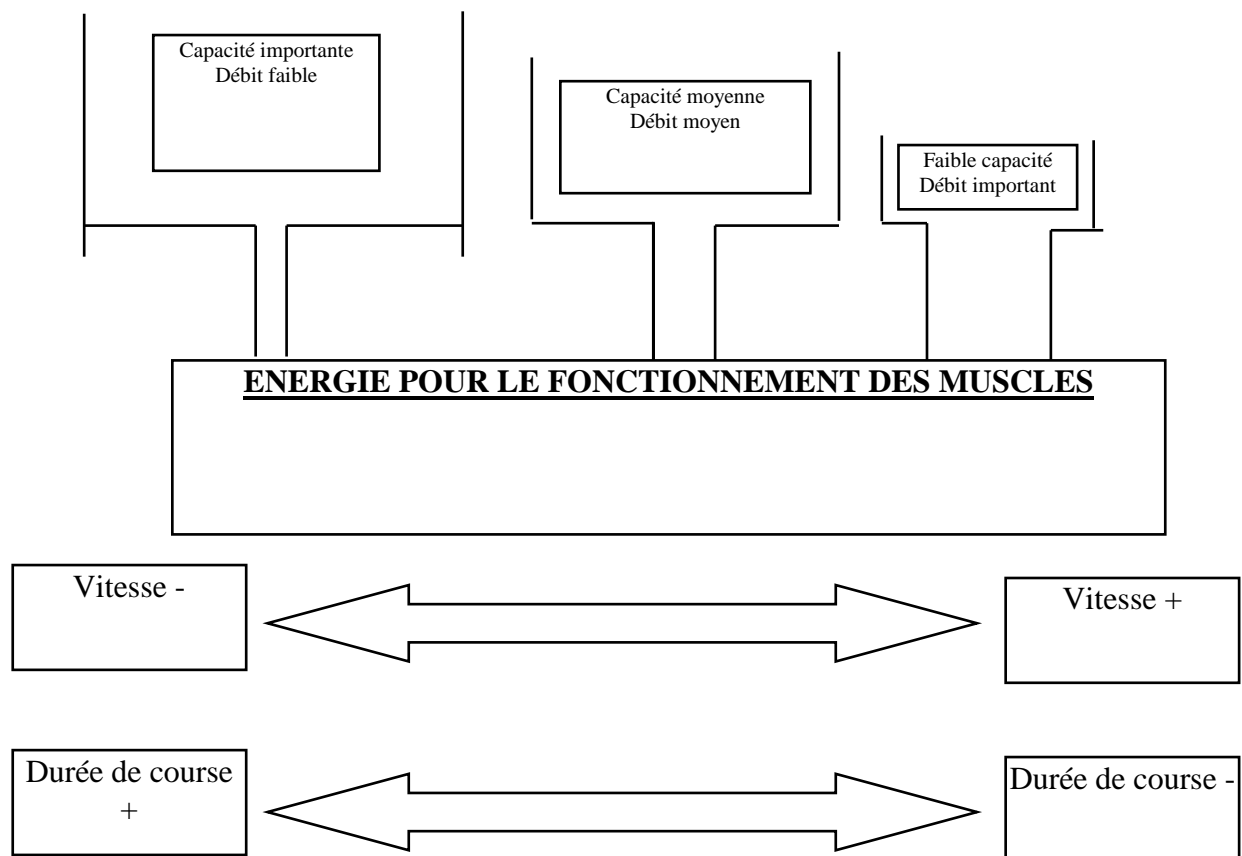 Capacité importante
Débit faible
Capacité moyenne
Débit moyen
Faible capacité
Débit important
ENERGIE POUR LE FONCTIONNEMENT DES MUSCLES
Vitesse -
Vitesse +
Durée de course
+
Durée de course -